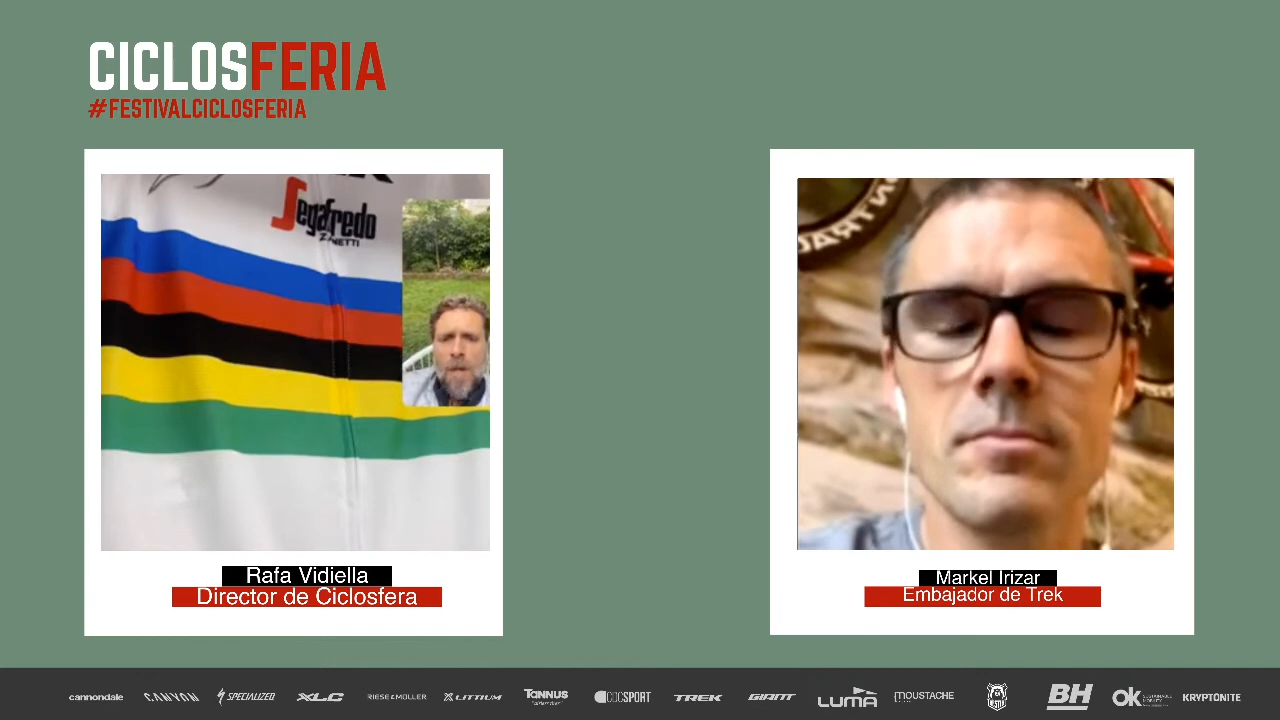 CICLOSFERIA
#FESTIVALCICLOSFERIA
Segafredo
ZANETTI
Rafa Vidiella
Director de Ciclosfera
Markel Irizar
Embajador de Trek
cannondale CANYON SPECIALIZED XLC RIESE & MÜLLER LITTIUM TANNUS CDCSPORT TREK GIANT LUMA MOUSTACHE BH OK KRYPTONITE